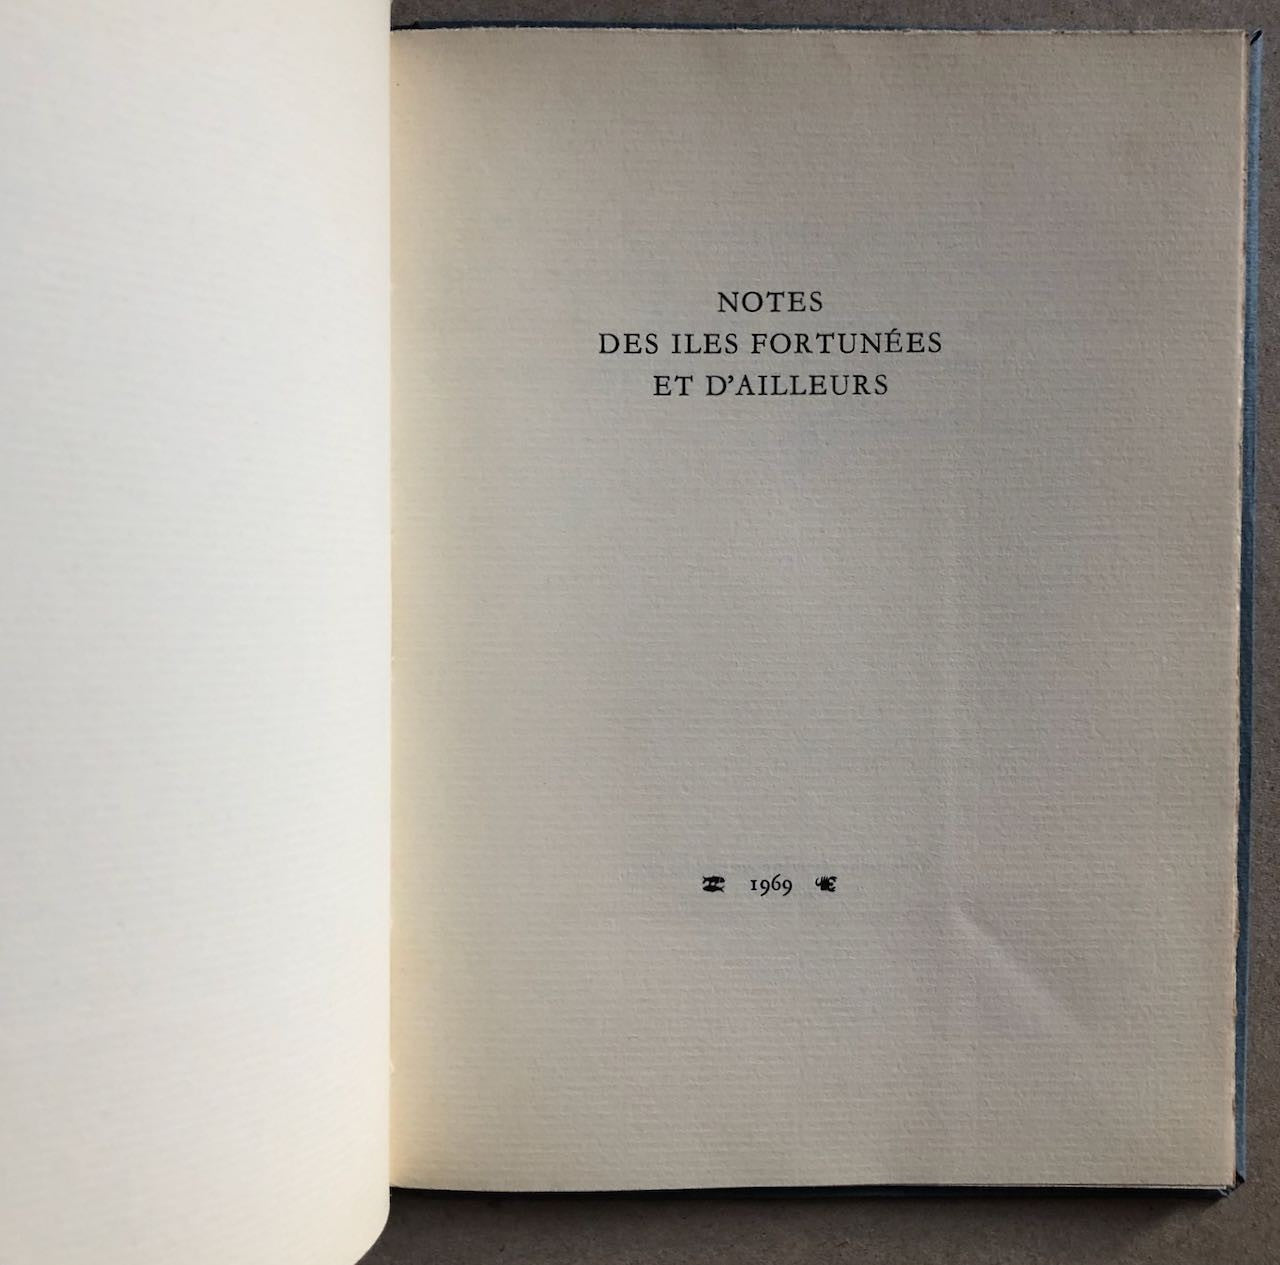 NOTES
DES ILES FORTUNÉES
ET D’AILLEURS
1969